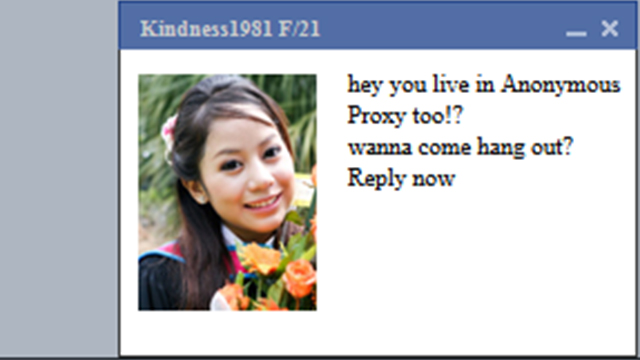 Kindness1981 F/21
hey you live in Anonymous
Proxy too!?
wanna come hang out?
Reply now